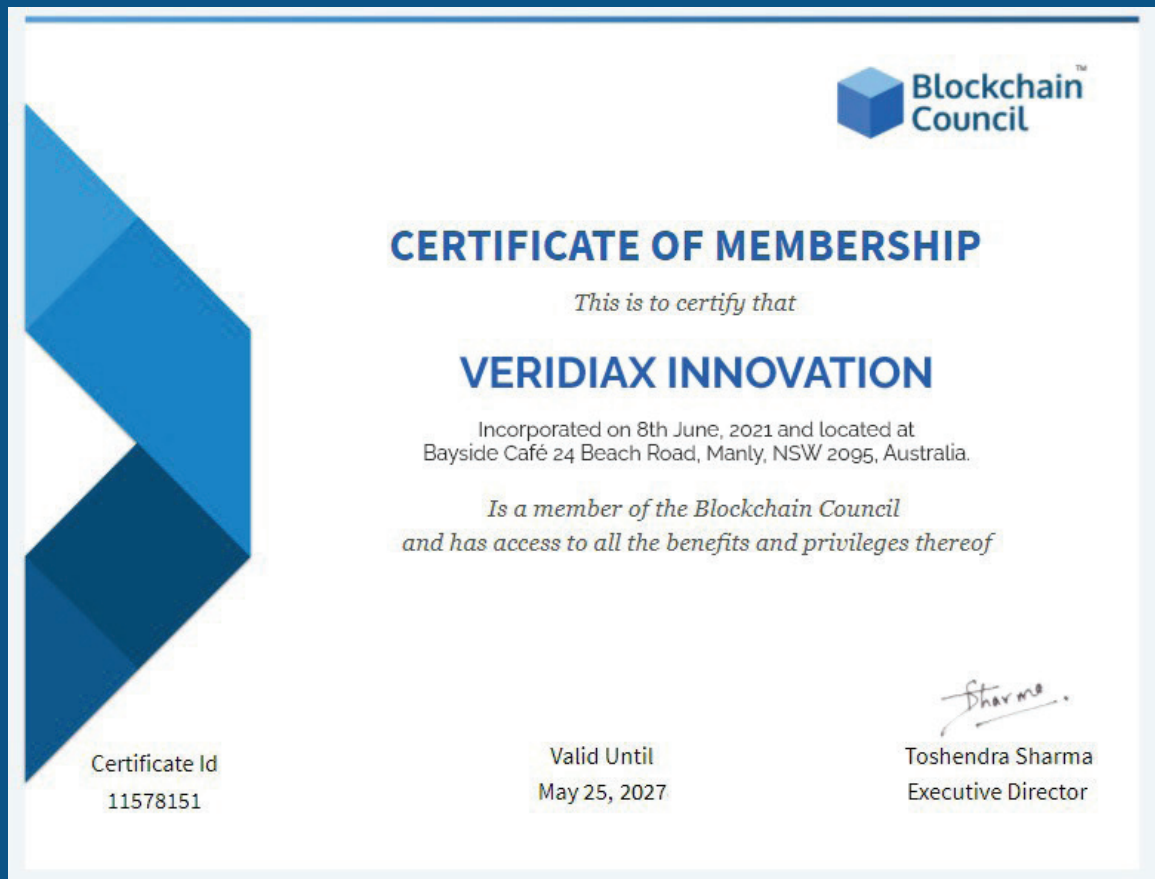 Blockchain™
Council
CERTIFICATE OF MEMBERSHIP
This is to certify that
VERIDIAX INNOVATION
Incorporated on 8th June, 2021 and located at
Bayside Café 24 Beach Road, Manly, NSW 2095, Australia.
Is a member of the Blockchain Council
and has access to all the benefits and privileges thereof
Sharma.
Certificate Id
11578151
Valid Until
May 25, 2027
Toshendra Sharma
Executive Director